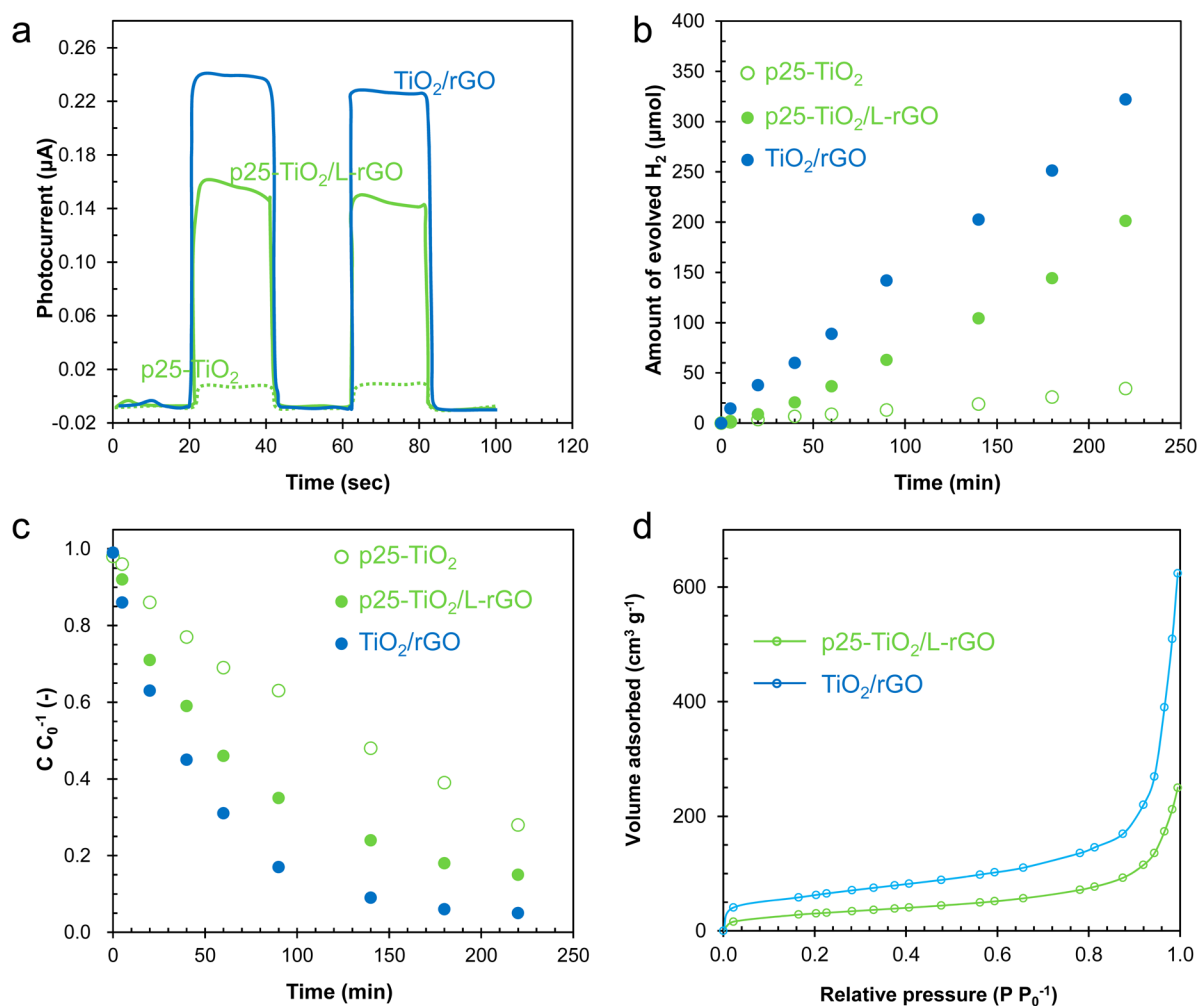 a
0.26
0.22
0.18
0.14
0.10
0.06
0.02
-0.02
Photocurrent (µA)
TiO₂/rGO
p25-TiO₂/L-rGO
p25-TiO₂
0 20 40 60 80 100 120
Time (sec)
b
400
350
300
250
200
150
100
50
0
Amount of evolved H₂ (µmol)
p25-TiO₂
p25-TiO₂/L-rGO
TiO₂/rGO
0 50 100 150 200 250
Time (min)
c
1.0
0.8
0.6
0.4
0.2
0.0
C C₀⁻¹ (-)
p25-TiO₂
p25-TiO₂/L-rGO
TiO₂/rGO
0 50 100 150 200 250
Time (min)
d
600
400
200
0
Volume adsorbed (cm³ g⁻¹)
p25-TiO₂/L-rGO
TiO₂/rGO
0.0 0.2 0.4 0.6 0.8 1.0
Relative pressure (P P₀⁻¹)